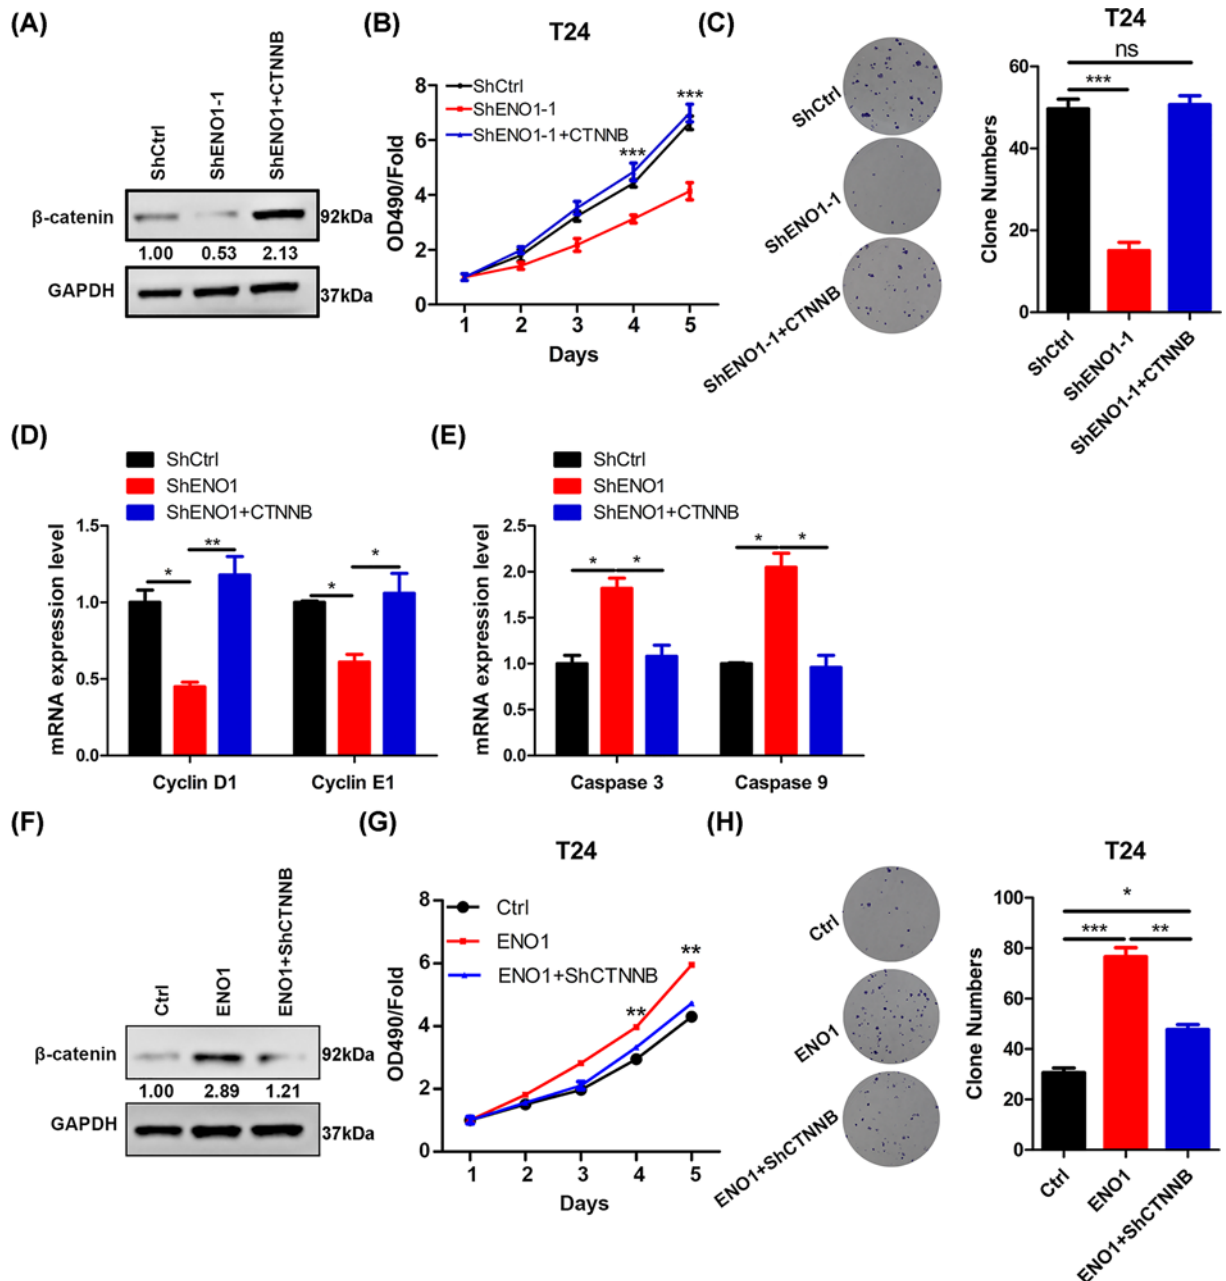 (A)
ShCtrl
ShENO1-1
ShENO1+CTNNB
β-catenin
92kDa
1.00 0.53 2.13
GAPDH
37kDa
(B)
T24
ShCtrl
ShENO1-1
ShENO1-1+CTNNB
***
***
OD490/Fold
8
6
4
2
0
1 2 3 4 5
Days
(C)
ShCtrl
ShENO1-1
ShENO1-1+CTNNB
T24
ns
***
Clone Numbers
60
40
20
0
ShCtrl
ShENO1-1
ShENO1-1+CTNNB
(D)
ShCtrl
ShENO1
ShENO1+CTNNB
mRNA expression level
1.5
1.0
0.5
0.0
* ** * *
Cyclin D1 Cyclin E1
(E)
ShCtrl
ShENO1
ShENO1+CTNNB
mRNA expression level
2.5
2.0
1.5
1.0
0.5
0.0
* * * *
Caspase 3 Caspase 9
(F)
Ctrl
ENO1
ENO1+ShCTNNB
β-catenin
92kDa
1.00 2.89 1.21
GAPDH
37kDa
(G)
T24
Ctrl
ENO1
ENO1+ShCTNNB
**
**
OD490/Fold
8
6
4
2
0
1 2 3 4 5
Days
(H)
Ctrl
ENO1
ENO1+ShCTNNB
T24
*
*** **
Clone Numbers
100
80
60
40
20
0
Ctrl
ENO1
ENO1+ShCTNNB